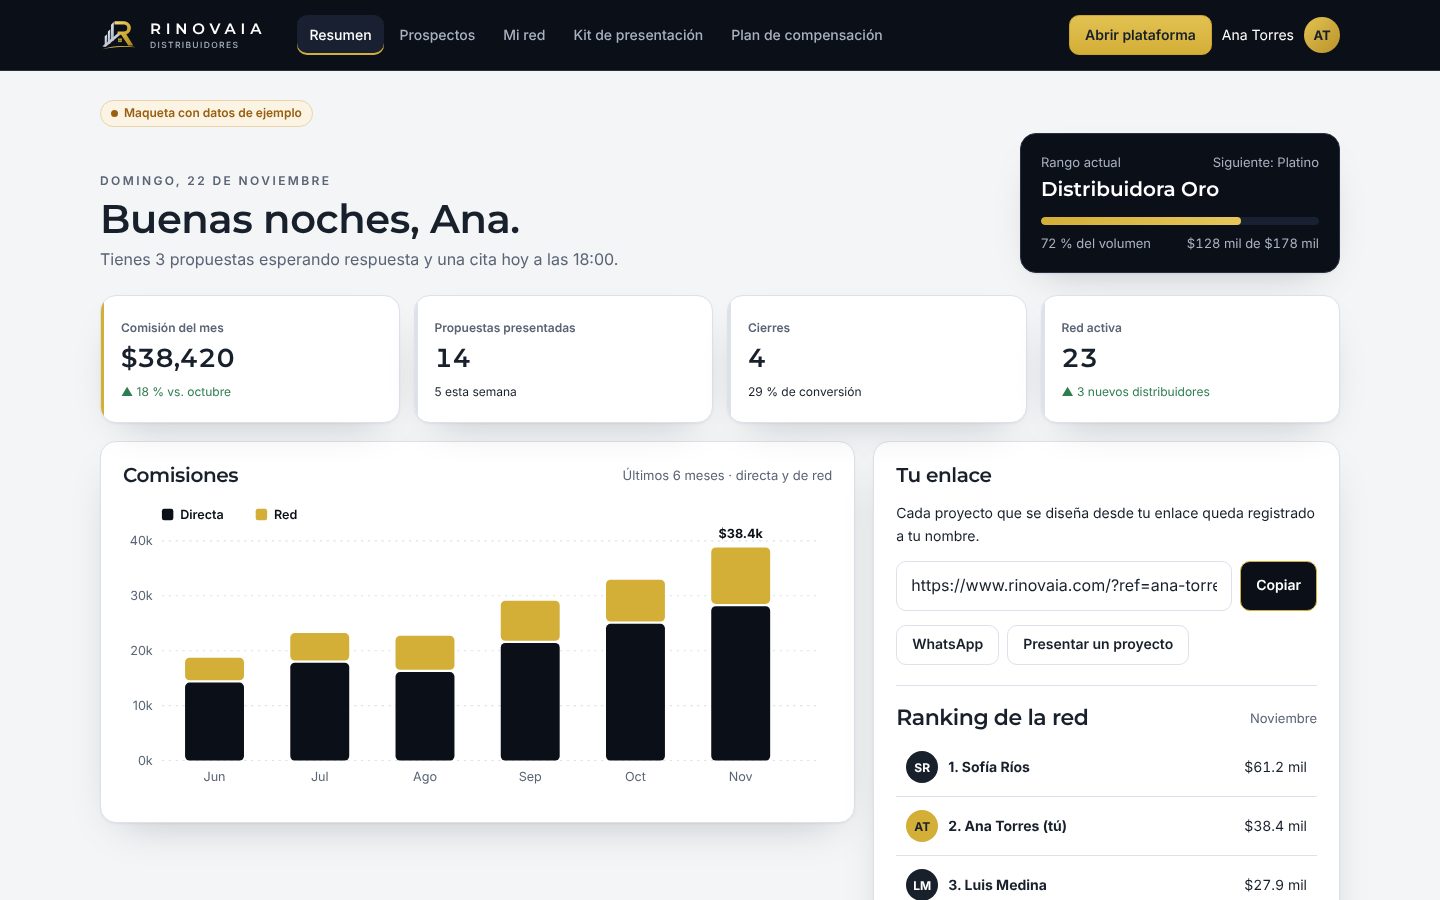 RINOVAIA
DISTRIBUIDORES
Resumen
Prospectos
Mi red
Kit de presentación
Plan de compensación
Abrir plataforma
Ana Torres
AT
Maqueta con datos de ejemplo
DOMINGO, 22 DE NOVIEMBRE
Buenas noches, Ana.
Tienes 3 propuestas esperando respuesta y una cita hoy a las 18:00.
Rango actual
Siguiente: Platino
Distribuidora Oro
72 % del volumen
$128 mil de $178 mil
Comisión del mes
$38,420
▲ 18 % vs. octubre
Propuestas presentadas
14
5 esta semana
Cierres
4
29 % de conversión
Red activa
23
▲ 3 nuevos distribuidores
Comisiones
Últimos 6 meses · directa y de red
Directa
Red
$38.4k
40k
30k
20k
10k
0k
Jun
Jul
Ago
Sep
Oct
Nov
Tu enlace
Cada proyecto que se diseña desde tu enlace queda registrado
a tu nombre.
https://www.rinovaia.com/?ref=ana-torre
Copiar
WhatsApp
Presentar un proyecto
Ranking de la red
Noviembre
SR
1. Sofía Ríos
$61.2 mil
AT
2. Ana Torres (tú)
$38.4 mil
LM
3. Luis Medina
$27.9 mil